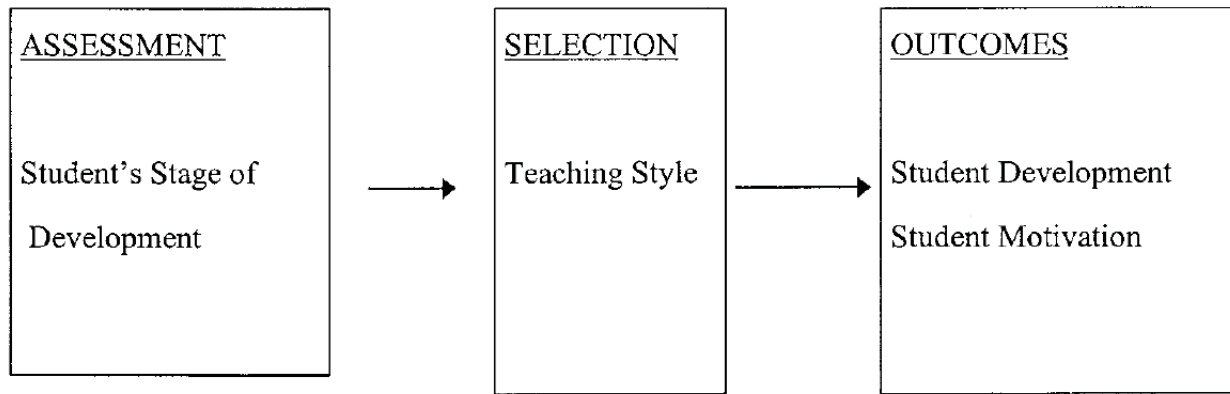 ASSESSMENT
Student’s Stage of
Development
SELECTION
Teaching Style
OUTCOMES
Student Development
Student Motivation